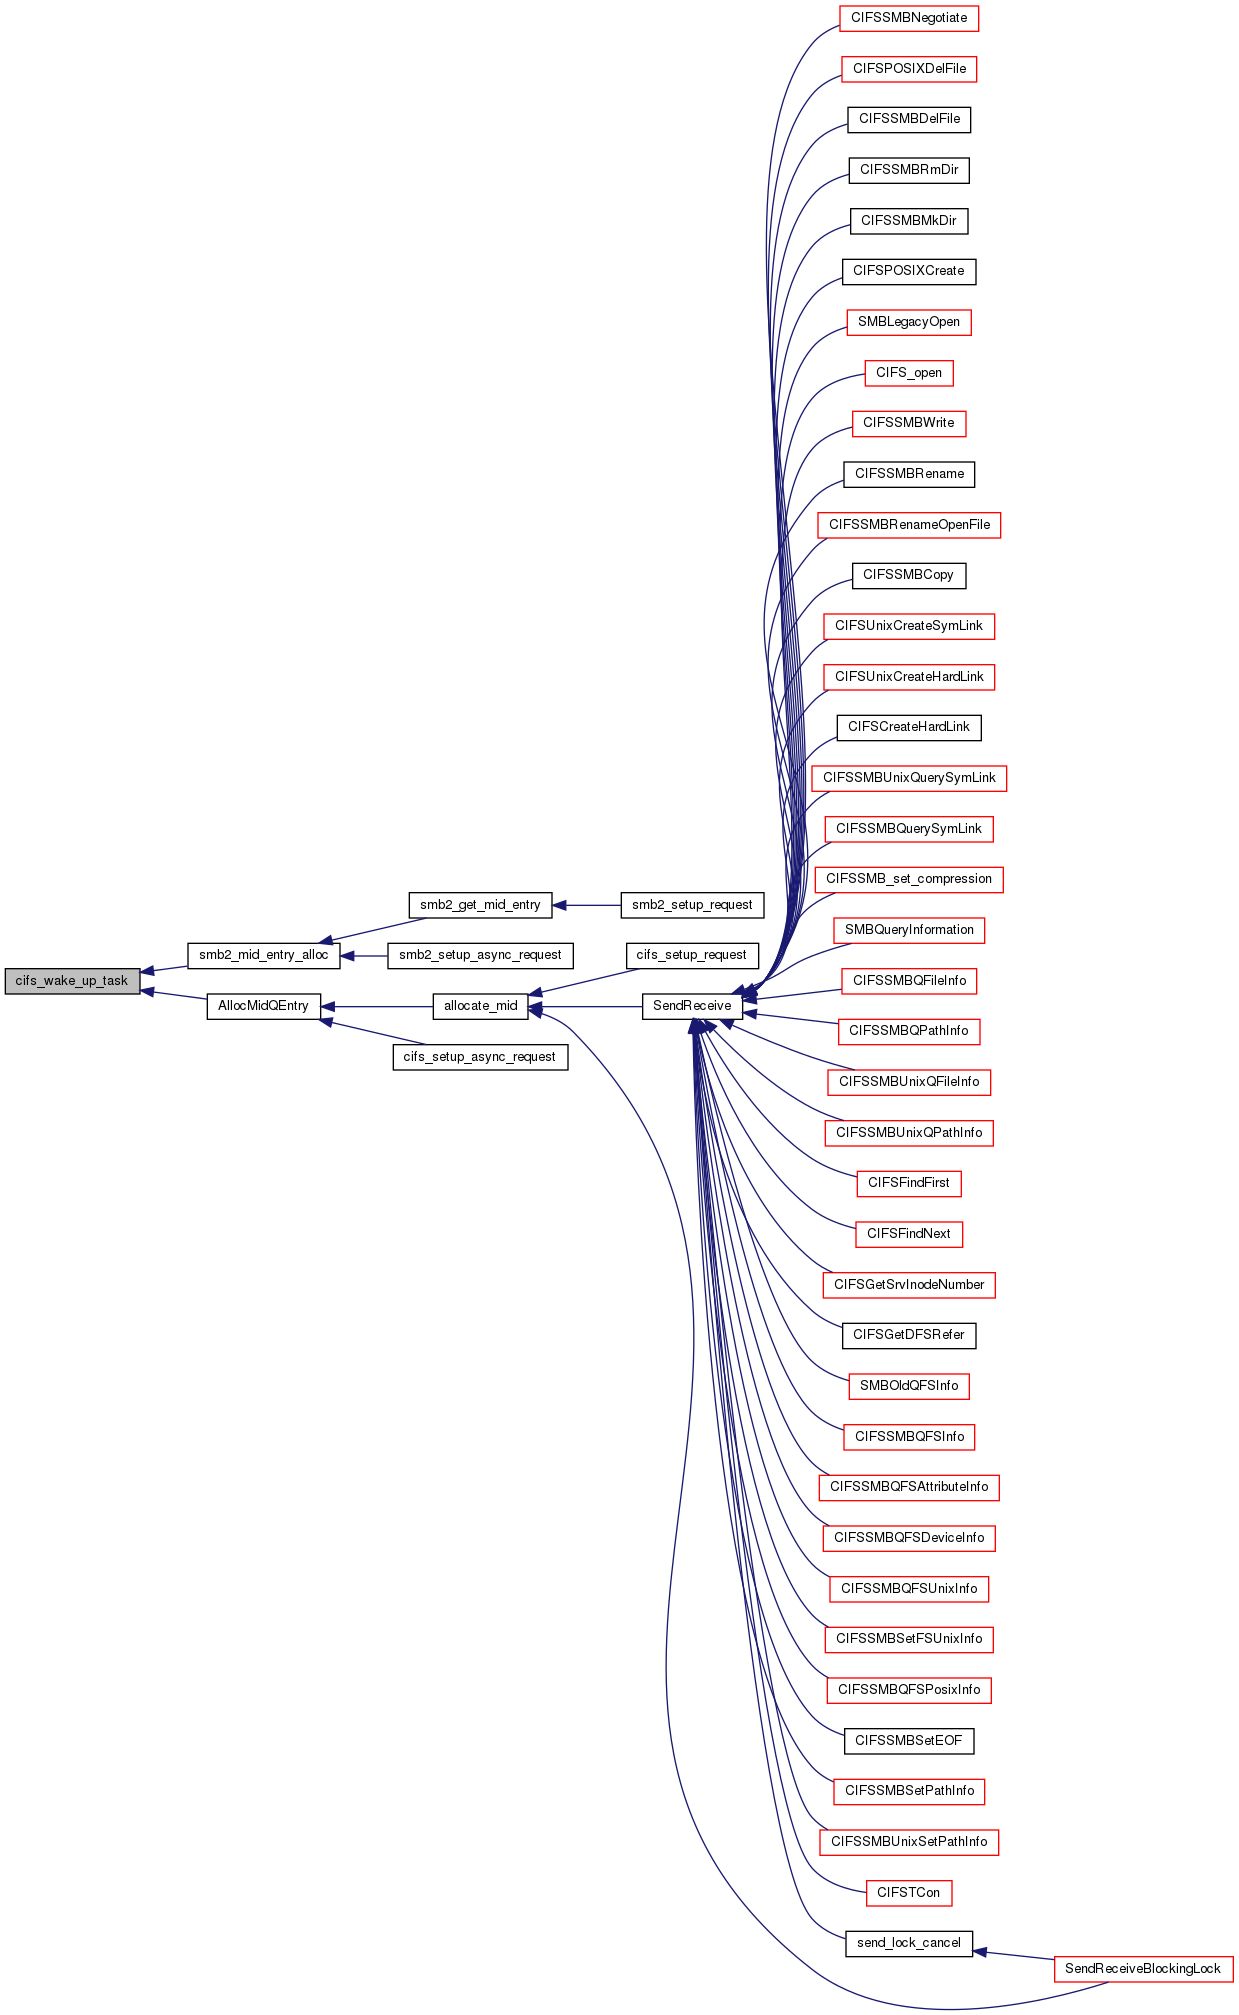 CIFSSMBNegotiate
CIFSPOSIXDelFile
CIFSSMBDelFile
CIFSSMBRmDir
CIFSSMBMkDir
CIFSPOSIXCreate
SMBLegacyOpen
CIFS_open
CIFSSMBWrite
CIFSSMBRename
CIFSSMBRenameOpenFile
CIFSSMBCopy
CIFSUnixCreateSymLink
CIFSUnixCreateHardLink
CIFSCreateHardLink
CIFSSMBUnixQuerySymLink
CIFSSMBQuerySymLink
CIFSSMB_set_compression
smb2_get_mid_entry
smb2_setup_request
SMBQueryInformation
smb2_mid_entry_alloc
smb2_setup_async_request
cifs_setup_request
cifs_wake_up_task
CIFSSMBQFileInfo
AllocMidQEntry
allocate_mid
SendReceive
CIFSSMBQPathInfo
cifs_setup_async_request
CIFSSMBUnixQFileInfo
CIFSSMBUnixQPathInfo
CIFSFindFirst
CIFSFindNext
CIFSGetSrvInodeNumber
CIFSGetDFSRefer
SMBOldQFSInfo
CIFSSMBQFSInfo
CIFSSMBQFSAttributeInfo
CIFSSMBQFSDeviceInfo
CIFSSMBQFSUnixInfo
CIFSSMBSetFSUnixInfo
CIFSSMBQFSPosixInfo
CIFSSMBSetEOF
CIFSSMBSetPathInfo
CIFSSMBUnixSetPathInfo
CIFSTCon
send_lock_cancel
SendReceiveBlockingLock